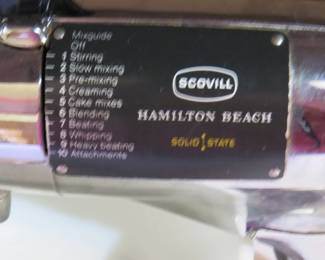 Mixguide
Off
1 Stirring
2 Slow mixing
3 Pre-mixing
4 Creaming
5 Cake mixes
6 Blending
7 Beating
8 Whipping
9 Heavy beating
10 Attachments
SCOVILL
HAMILTON BEACH
SOLID STATE